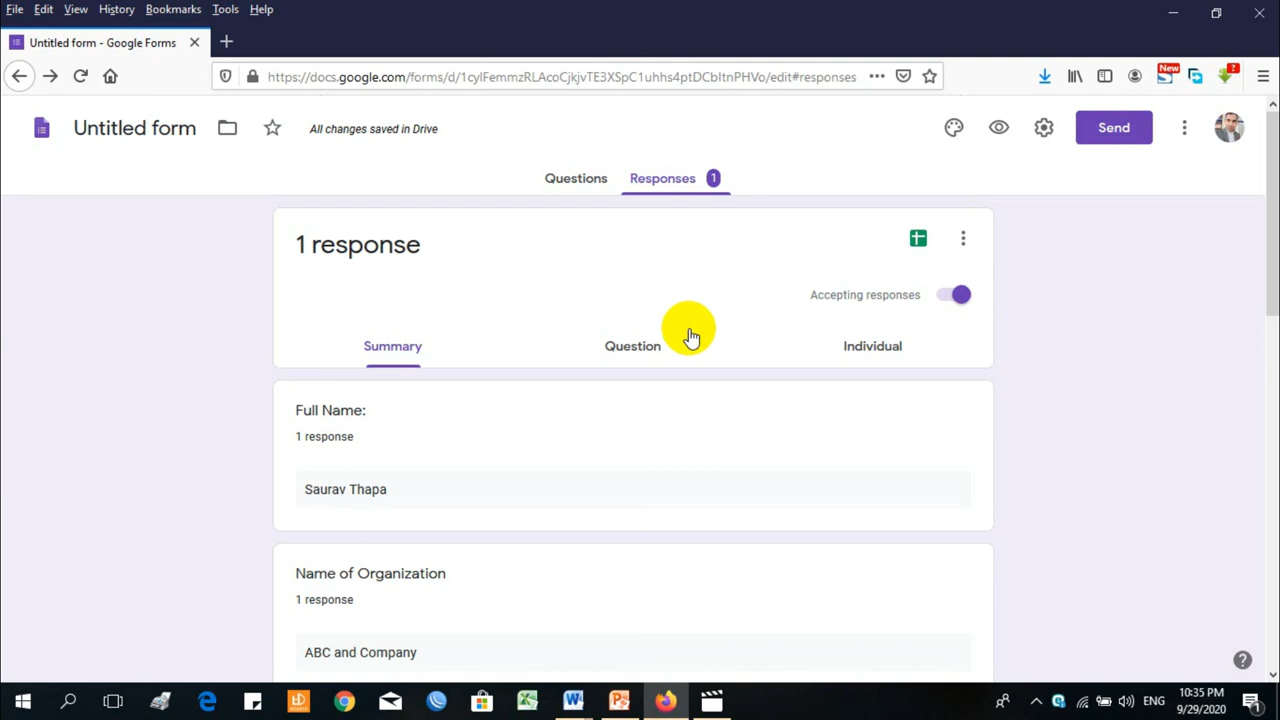 File Edit View History Bookmarks Tools Help
Untitled form - Google Forms
https://docs.google.com/forms/d/1cylFemmzRLAcoCjkjvTE3XSpC1uhhs4ptDCbItnPHVo/edit#responses
New
?
Untitled form
All changes saved in Drive
Send
Questions
Responses 1
1 response
Accepting responses
Summary
Question
Individual
Full Name:
1 response
Saurav Thapa
Name of Organization
1 response
ABC and Company
ENG
10:35 PM
9/29/2020